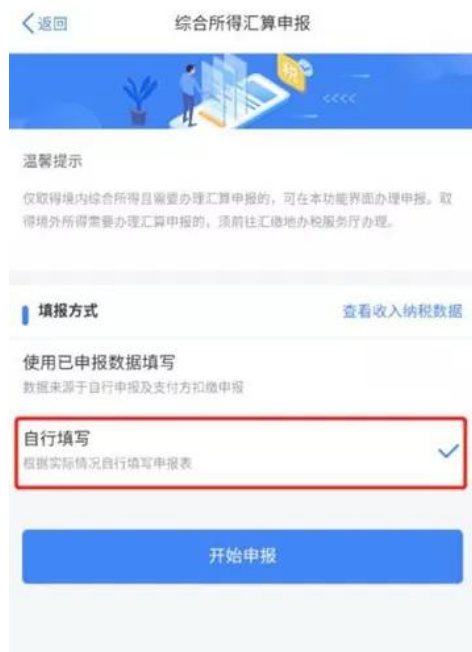 返回
综合所得汇算申报
税
<<<<
温馨提示
仅取得境内综合所得且需要办理汇算申报的，可在本功能界面办理申报。取
得境外所得需要办理汇算申报的，须前往汇缴地办税服务厅办理。
填报方式
查看收入纳税数据
使用已申报数据填写
数据来源于自行申报及支付方扣缴申报
自行填写
根据实际情况自行填写申报表
开始申报